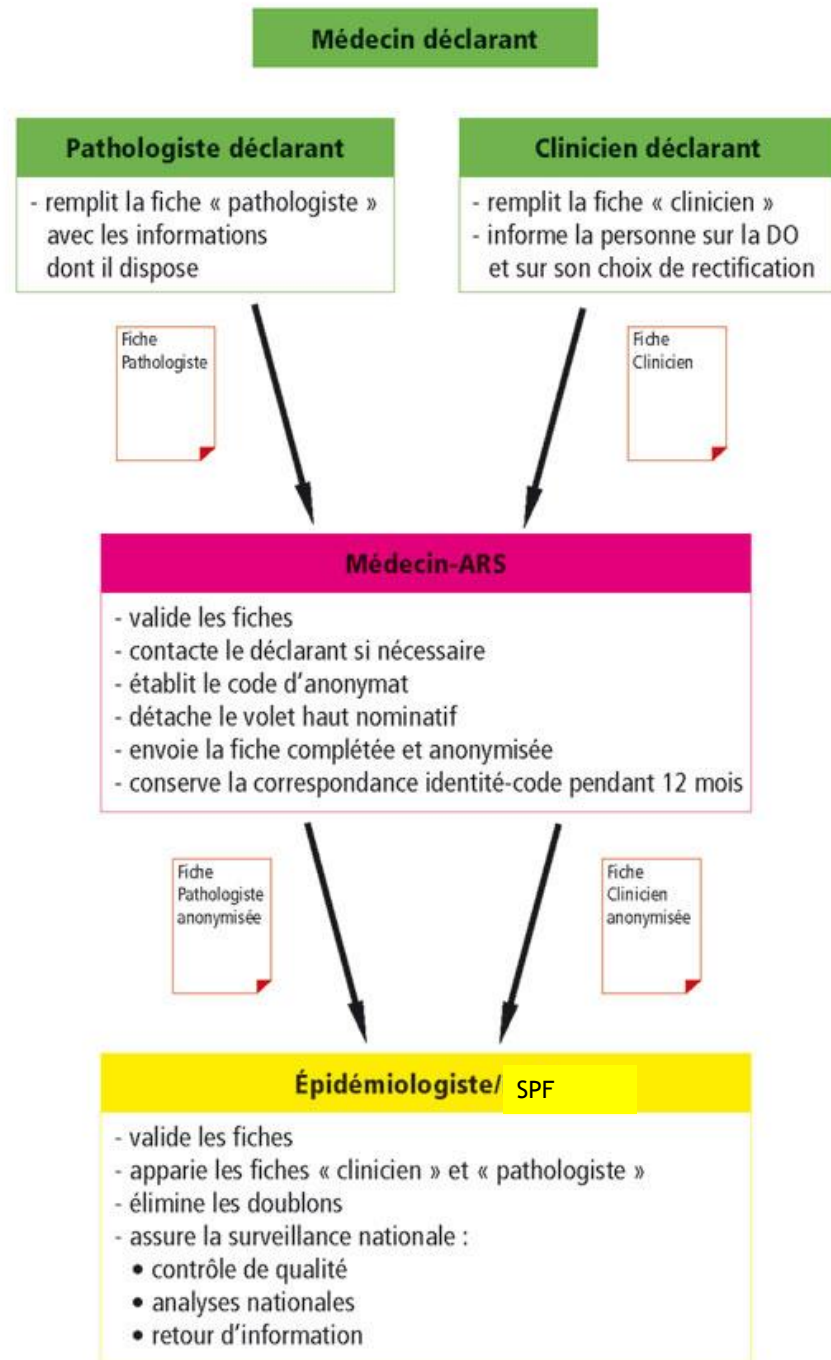 Médecin déclarant
Pathologiste déclarant
- remplit la fiche « pathologiste »
avec les informations
dont il dispose
Clinicien déclarant
- remplit la fiche « clinicien »
- informe la personne sur la DO
et sur son choix de rectification
Fiche
Pathologiste
Fiche
Clinicien
Médecin-ARS
- valide les fiches
- contacte le déclarant si nécessaire
- établit le code d’anonymat
- détache le volet haut nominatif
- envoie la fiche complétée et anonymisée
- conserve la correspondance identité-code pendant 12 mois
Fiche
Pathologiste
anonymisée
Fiche
Clinicien
anonymisée
Épidémiologiste/ SPF
- valide les fiches
- apparie les fiches « clinicien » et « pathologiste »
- élimine les doublons
- assure la surveillance nationale :
• contrôle de qualité
• analyses nationales
• retour d’information